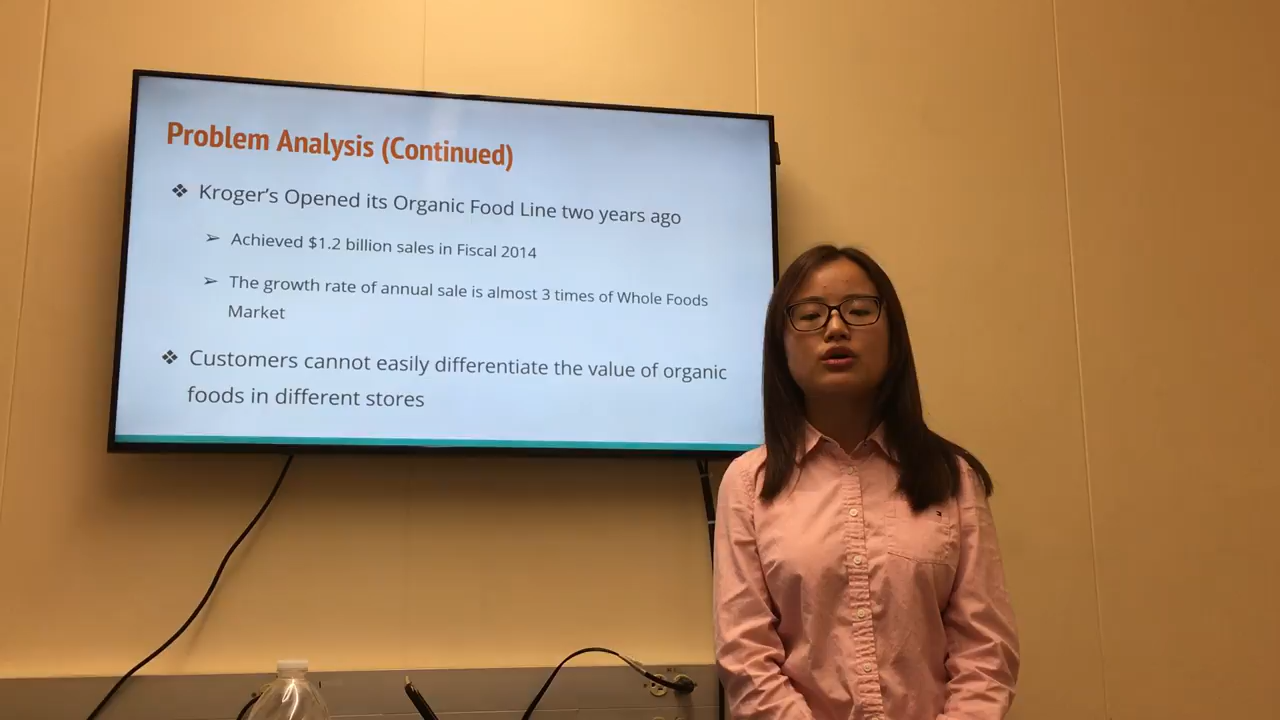 Problem Analysis (Continued)
❖ Kroger’s Opened its Organic Food Line two years ago
➢ Achieved $1.2 billion sales in Fiscal 2014
➢ The growth rate of annual sale is almost 3 times of Whole Foods
Market
❖ Customers cannot easily differentiate the value of organic
foods in different stores